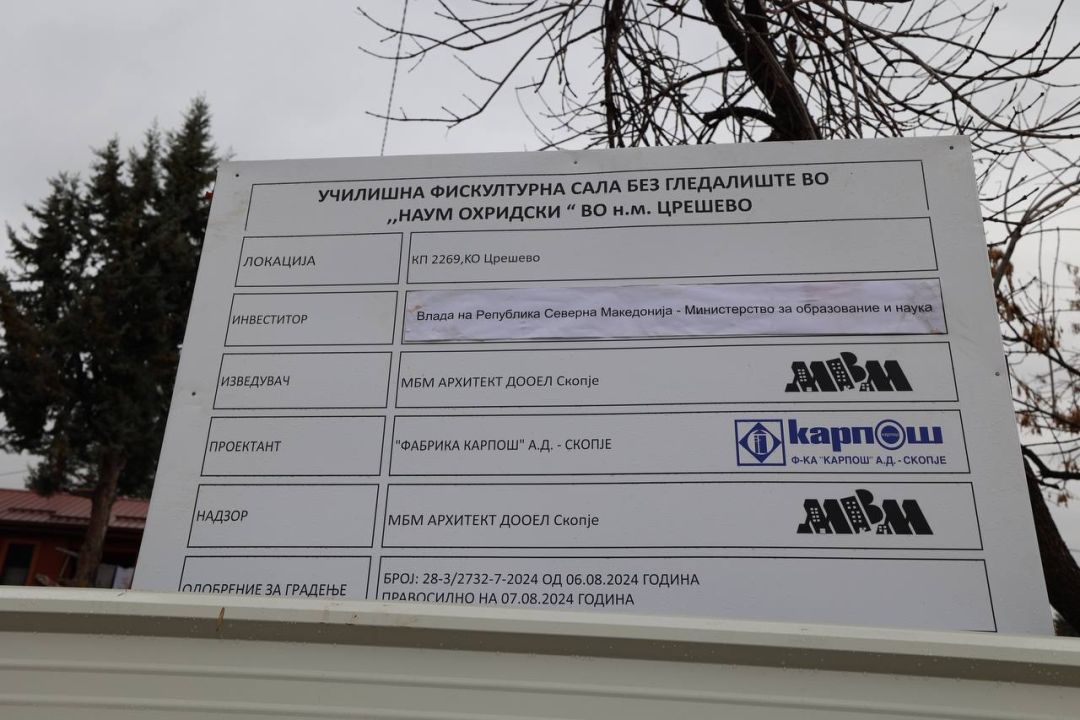 УЧИЛИШНА ФИСКУЛТУРНА САЛА БЕЗ ГЛЕДАЛИШТЕ ВО
,,НАУМ ОХРИДСКИ “ ВО н.м. ЦРЕШЕВО
ЛОКАЦИЈА
КП 2269,КО Црешево
ИНВЕСТИТОР
Влада на Република Северна Македонија - Министерство за образование и наука
ИЗВЕДУВАЧ
МБМ АРХИТЕКТ ДООЕЛ Скопје
МВМ
ПРОЕКТАНТ
"ФАБРИКА КАРПОШ" А.Д. - СКОПЈЕ
карпош
Ф-КА "КАРПОШ" А.Д. - СКОПЈЕ
НАДЗОР
МБМ АРХИТЕКТ ДООЕЛ Скопје
МВМ
ОДОБРЕНИЕ ЗА ГРАДЕЊЕ
БРОЈ: 28-3/2732-7-2024 ОД 06.08.2024 ГОДИНА
ПРАВОСИЛНО НА 07.08.2024 ГОДИНА